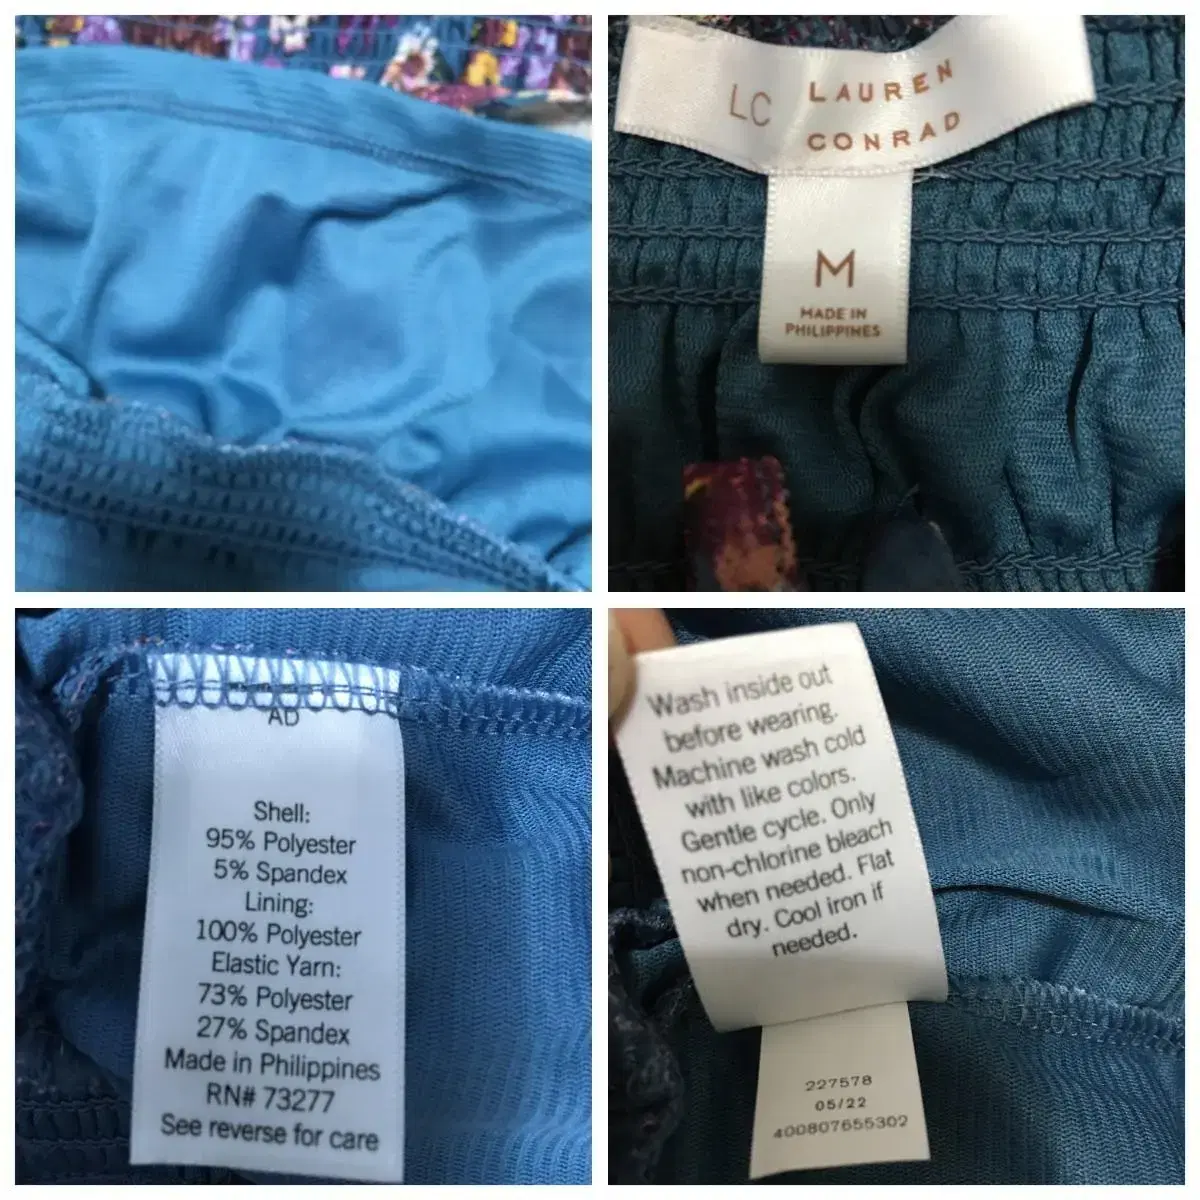 LC LAUREN
CONRAD
M
MADE IN
PHILIPPINES
AD
Shell:
95% Polyester
5% Spandex
Lining:
100% Polyester
Elastic Yarn:
73% Polyester
27% Spandex
Made in Philippines
RN# 73277
See reverse for care
Wash inside out
before wearing.
Machine wash cold
with like colors.
Gentle cycle. Only
non-chlorine bleach
when needed. Flat
dry. Cool iron if
needed.
227578
05/22
400807655302